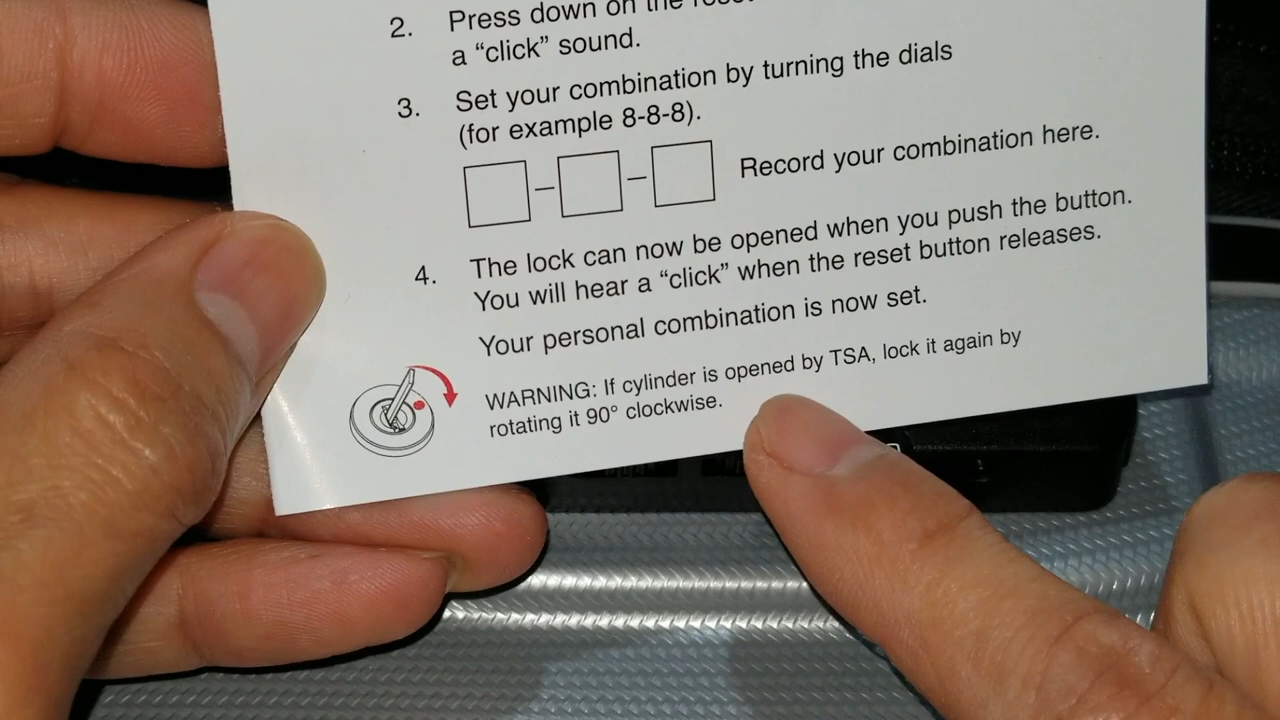 2. Press down on the reset
a “click” sound.
3. Set your combination by turning the dials
(for example 8-8-8).
Record your combination here.
4. The lock can now be opened when you push the button.
You will hear a “click” when the reset button releases.
Your personal combination is now set.
WARNING: If cylinder is opened by TSA, lock it again by
rotating it 90° clockwise.